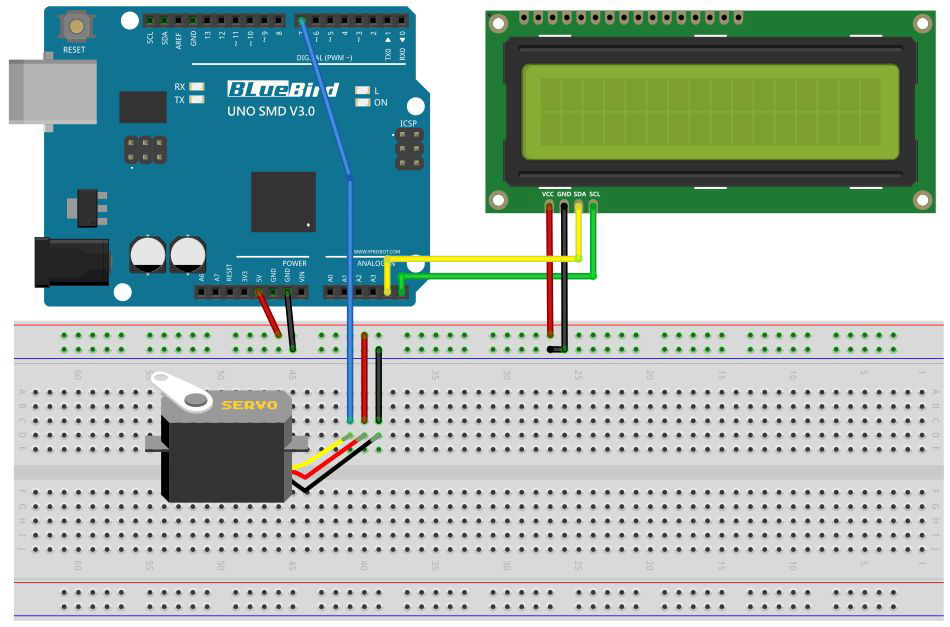 RESET
SCL
SDA
AREF
GND
13
12
~11
~10
~9
8
7
~6
~5
4
~3
2
TX0 ▶ 1
RX0 ◀ 0
DIGITAL (PWM ~)
RX
TX
BLueBird
UNO SMD V3.0
L
ON
ICSP
WWW.YFROBOT.COM
POWER
ANALOG IN
A6
A7
RESET
3V3
5V
GND
GND
VIN
A0
A1
A2
A3
VCC GND SDA SCL
60 55 50 45 40 35 30 25 20 15 10 5 1
A A
B B
C C
D D
E E
SERVO
F F
G G
H H
I I
J J
60 55 50 45 40 35 30 25 20 15 10 5 1